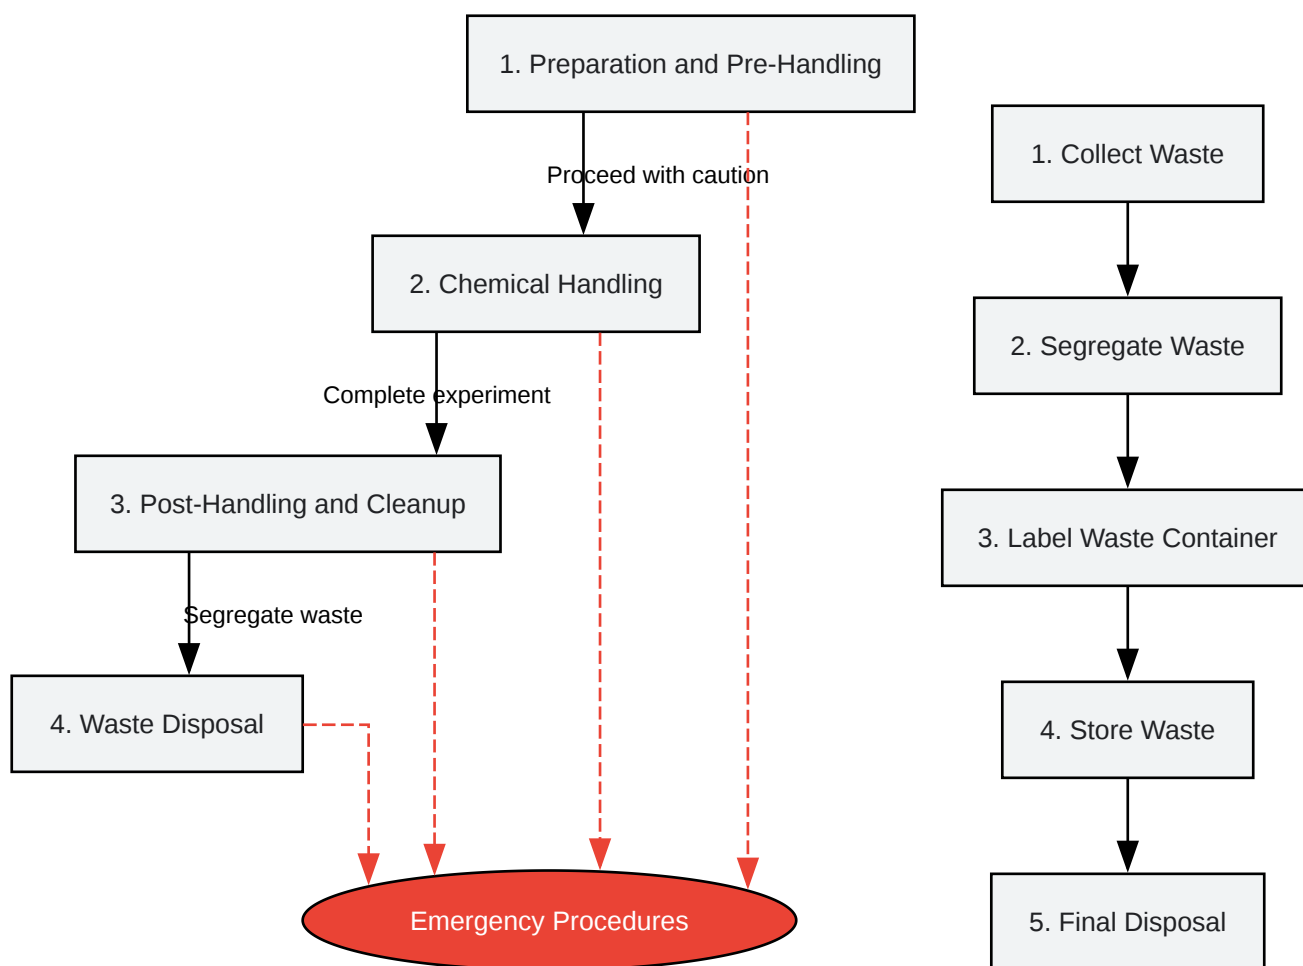 1. Preparation and Pre-Handling
Proceed with caution
2. Chemical Handling
Complete experiment
3. Post-Handling and Cleanup
Segregate waste
4. Waste Disposal
Emergency Procedures
1. Collect Waste
2. Segregate Waste
3. Label Waste Container
4. Store Waste
5. Final Disposal